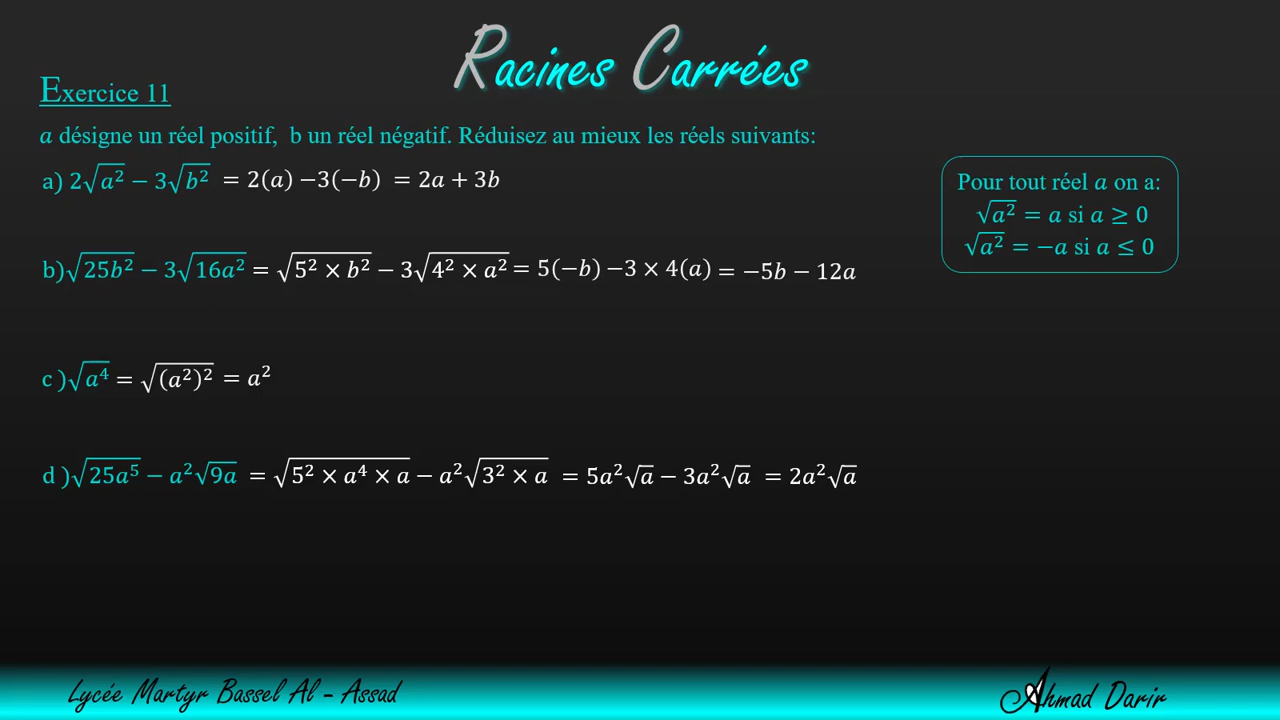 Racines Carrées
Exercice 11
a désigne un réel positif, b un réel négatif. Réduisez au mieux les réels suivants:
a) 2√a² − 3√b² = 2(a) −3(−b) = 2a + 3b
Pour tout réel a on a:
√a² = a si a ≥ 0
√a² = −a si a ≤ 0
b)√25b² − 3√16a² = √5² × b² − 3√4² × a² = 5(−b) −3 × 4(a) = −5b − 12a
c )√a⁴ = √(a²)² = a²
d )√25a⁵ − a²√9a = √5² × a⁴ × a − a²√3² × a = 5a²√a − 3a²√a = 2a²√a
Lycée Martyr Bassel Al - Assad
Ahmad Darir